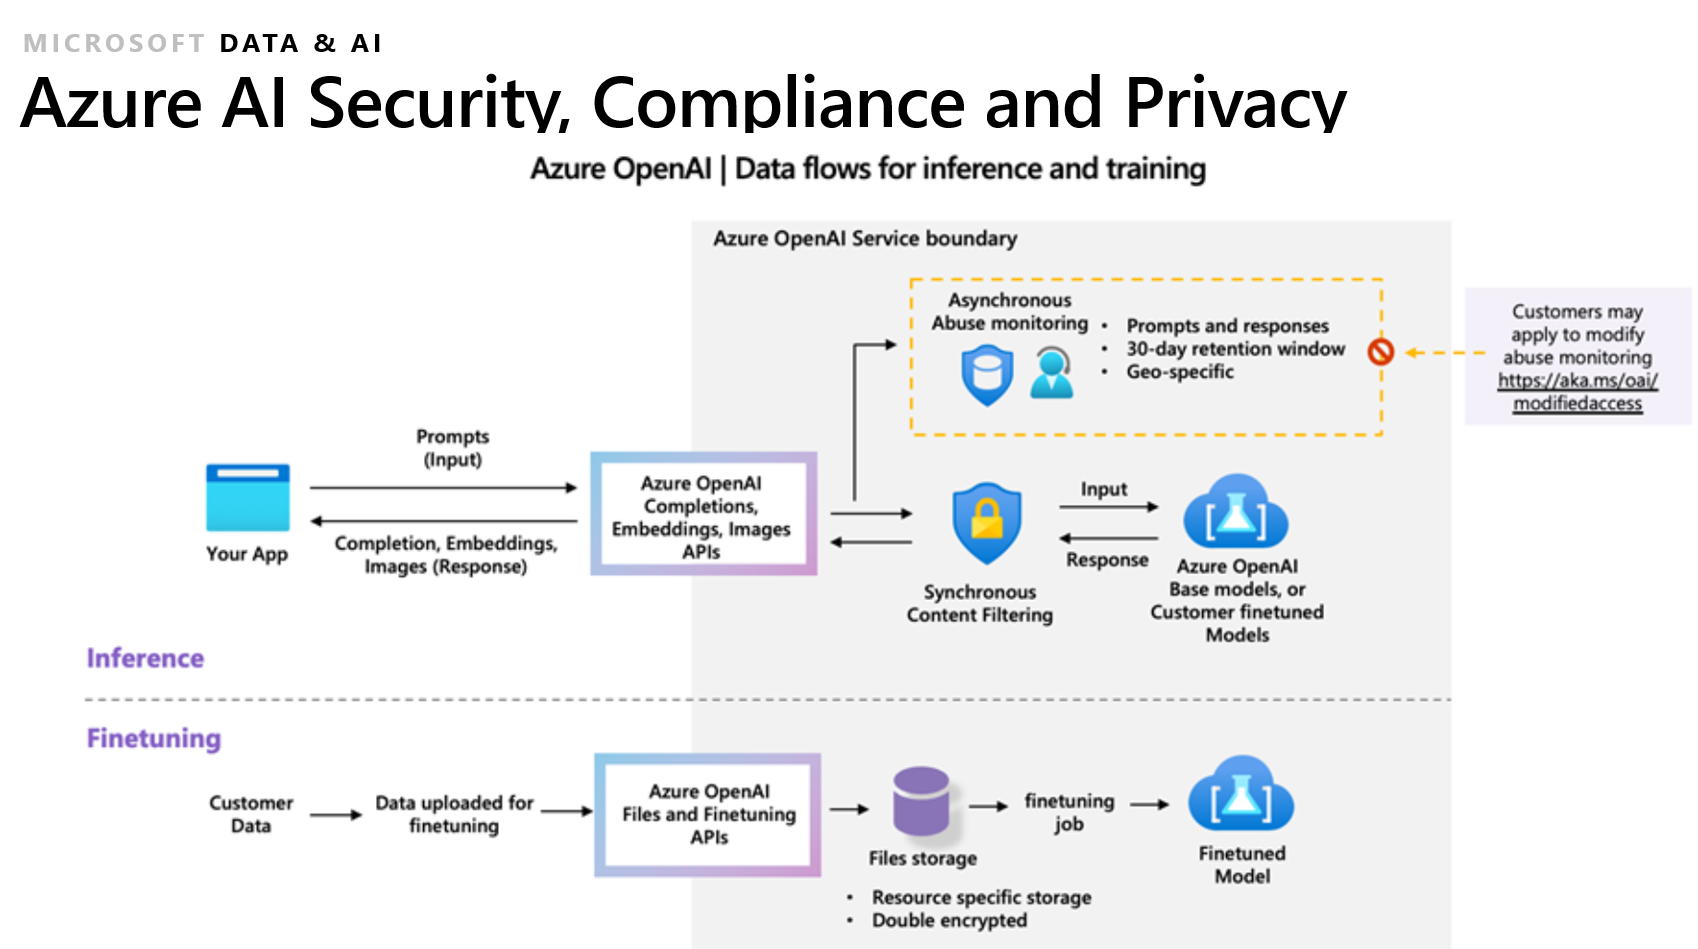 MICROSOFT DATA & AI
Azure AI Security, Compliance and Privacy
Azure OpenAI | Data flows for inference and training
Azure OpenAI Service boundary
Asynchronous
Abuse monitoring
• Prompts and responses
• 30-day retention window
• Geo-specific
Customers may
apply to modify
abuse monitoring
https://aka.ms/oai/
modifiedaccess
Prompts
(Input)
Your App
Completion, Embeddings,
Images (Response)
Azure OpenAI
Completions,
Embeddings, Images
APIs
Synchronous
Content Filtering
Input
Response
Azure OpenAI
Base models, or
Customer finetuned
Models
Inference
Finetuning
Customer
Data
Data uploaded for
finetuning
Azure OpenAI
Files and Finetuning
APIs
Files storage
• Resource specific storage
• Double encrypted
finetuning
job
Finetuned
Model